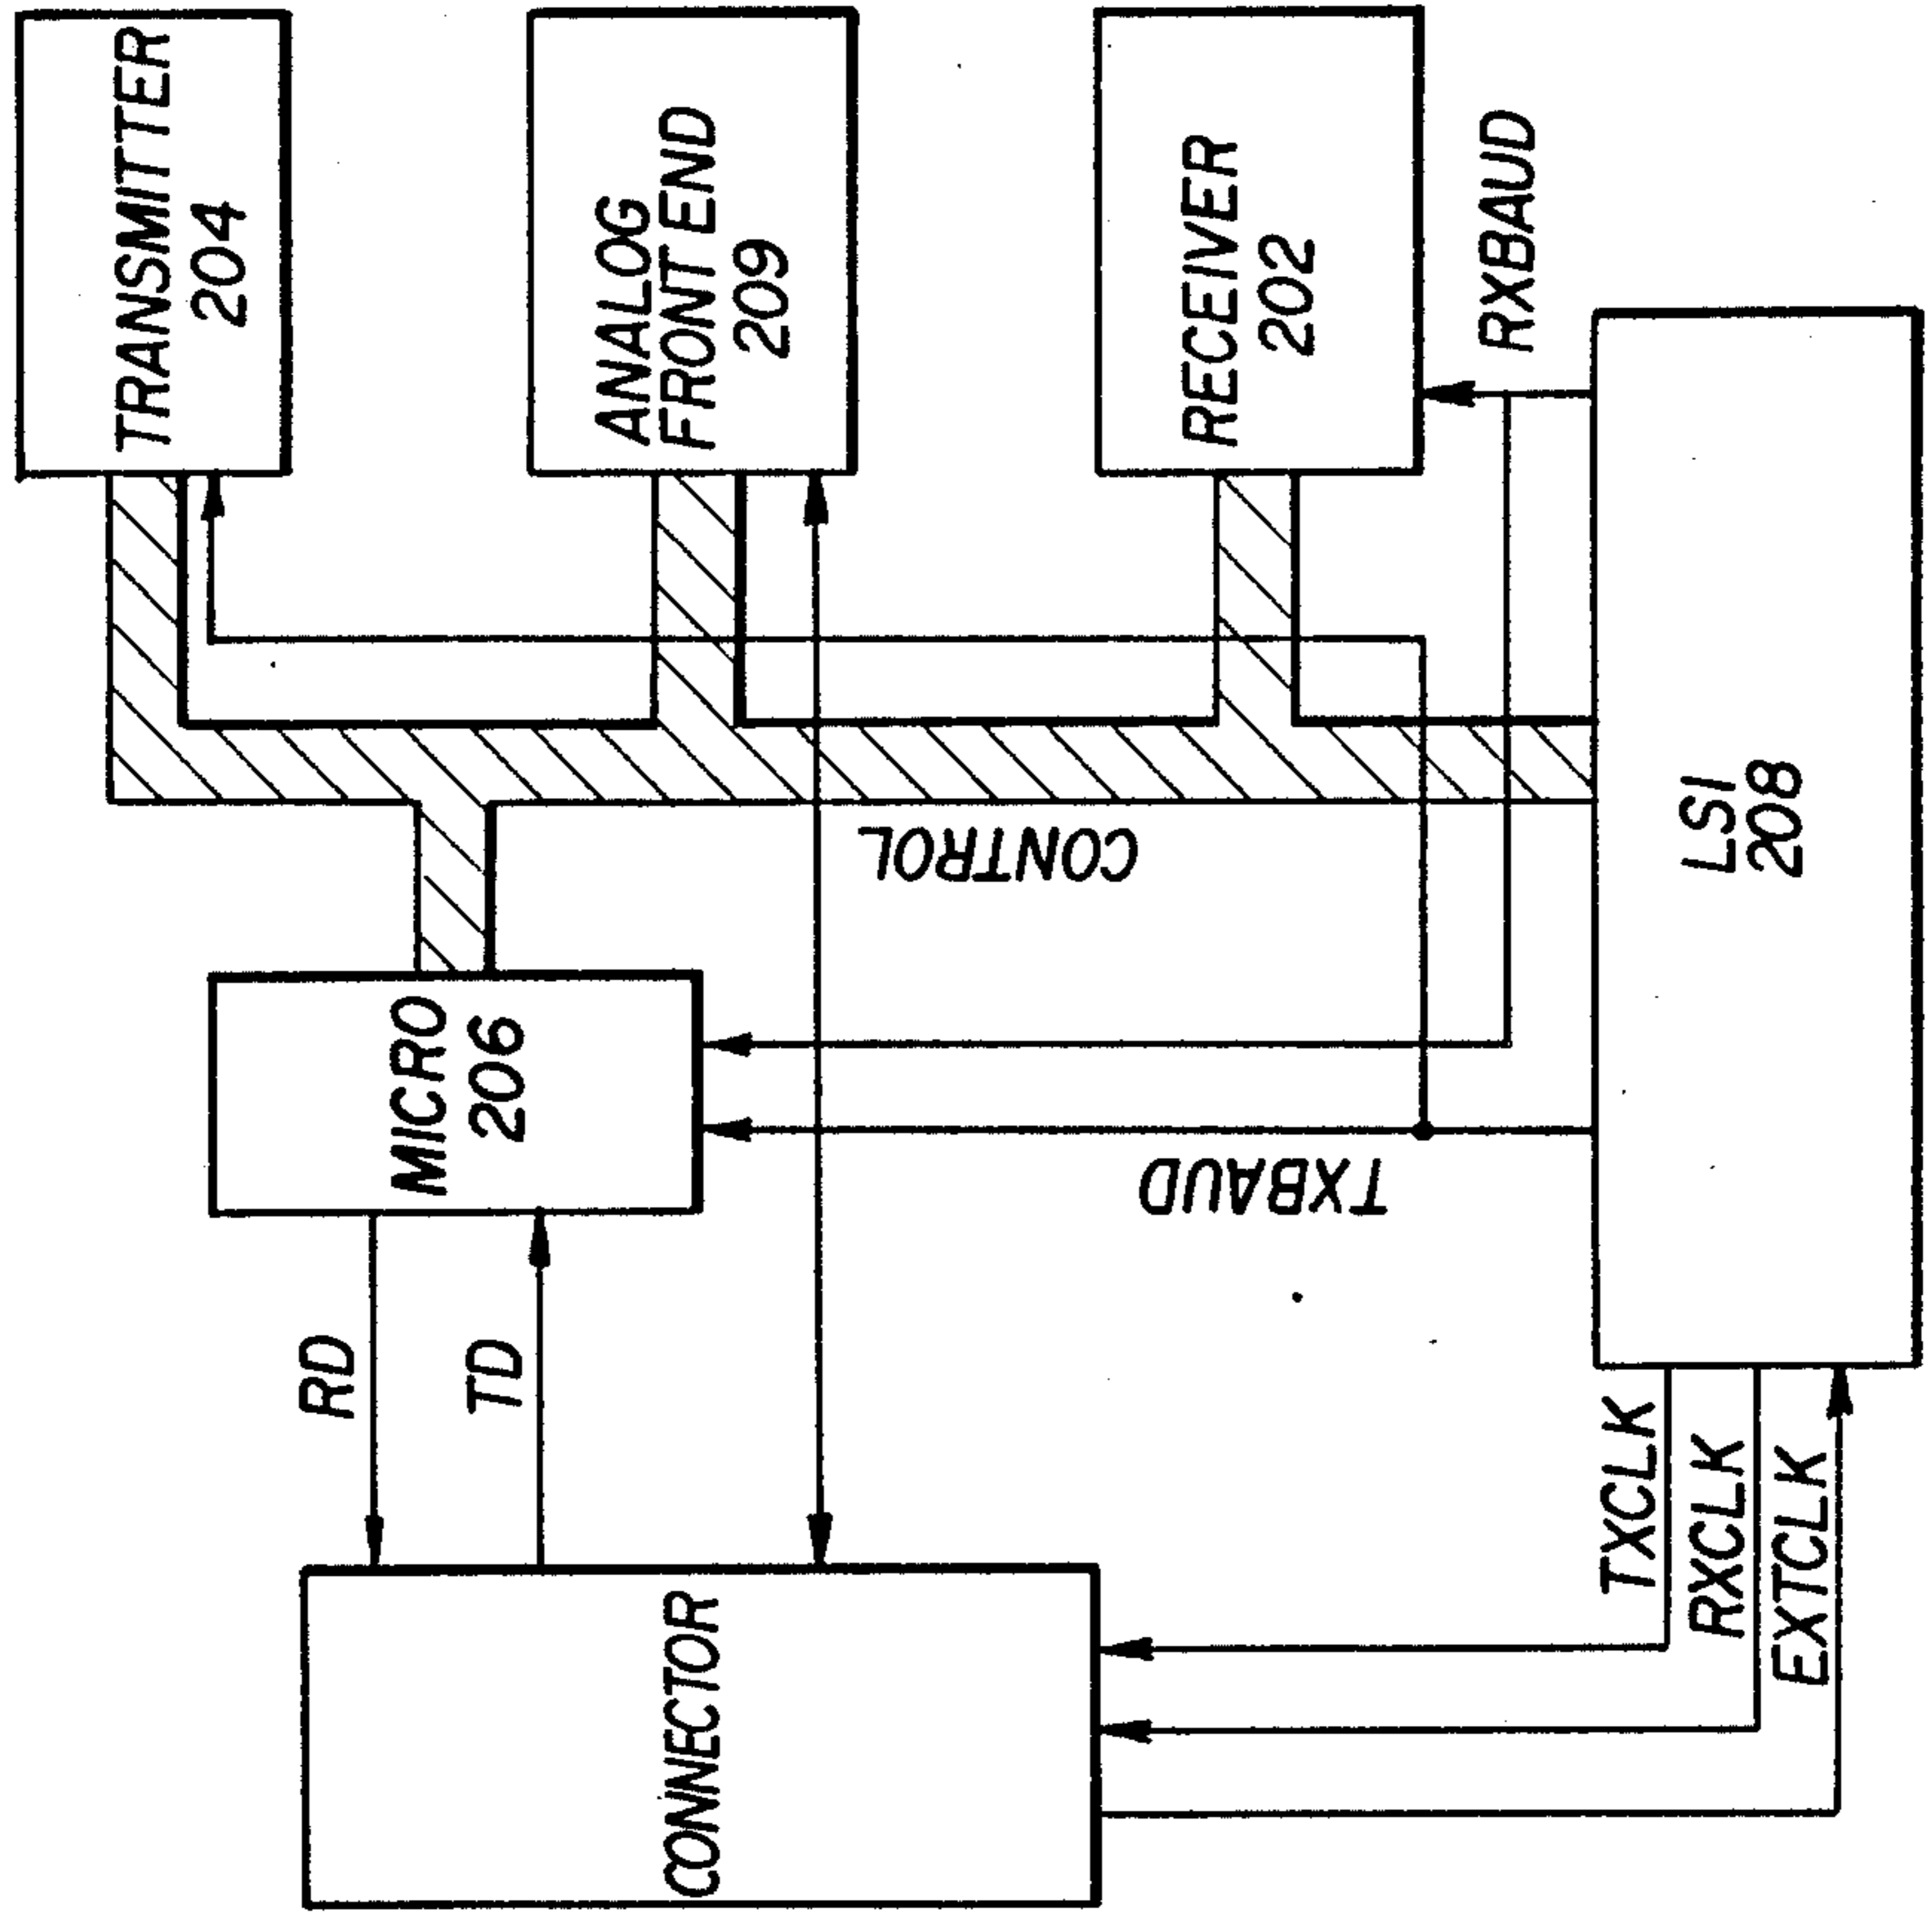 TRANSMITTER
204
ANALOG
FRONT END
209
RECEIVER
202
RXBAUD
MICRO
206
CONTROL
TXBAUD
LSI
208
RD
TD
CONNECTOR
TXCLK
RXCLK
EXTCLK